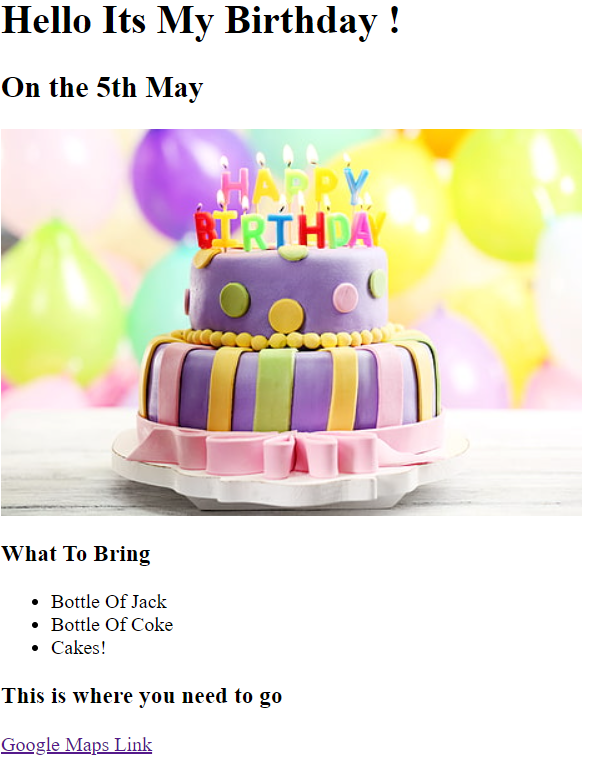 Hello Its My Birthday !
On the 5th May
HAPPY
BIRTHDAY
What To Bring
Bottle Of Jack
Bottle Of Coke
Cakes!
This is where you need to go
Google Maps Link